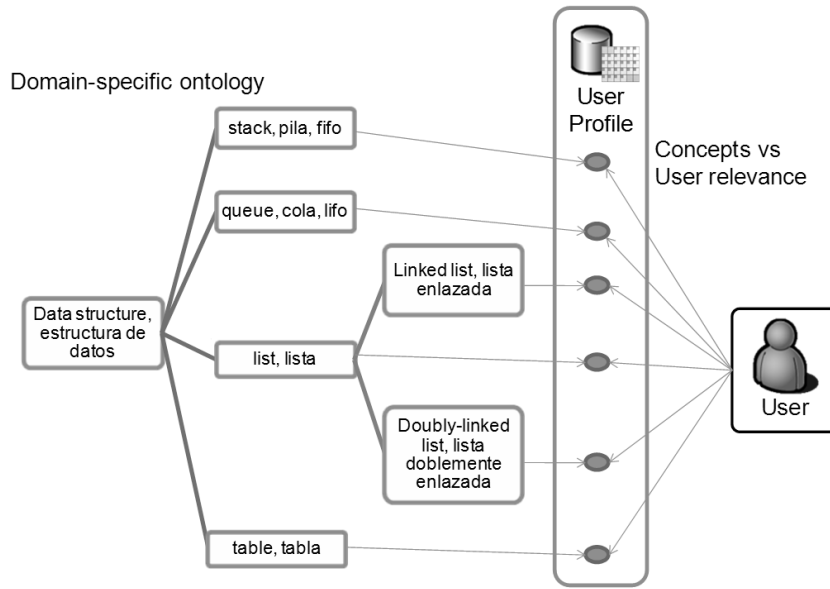 Domain-specific ontology
stack, pila, fifo
queue, cola, lifo
Data structure,
estructura de
datos
list, lista
table, tabla
Linked list, lista
enlazada
Doubly-linked
list, lista
doblemente
enlazada
User
Profile
Concepts vs
User relevance
User